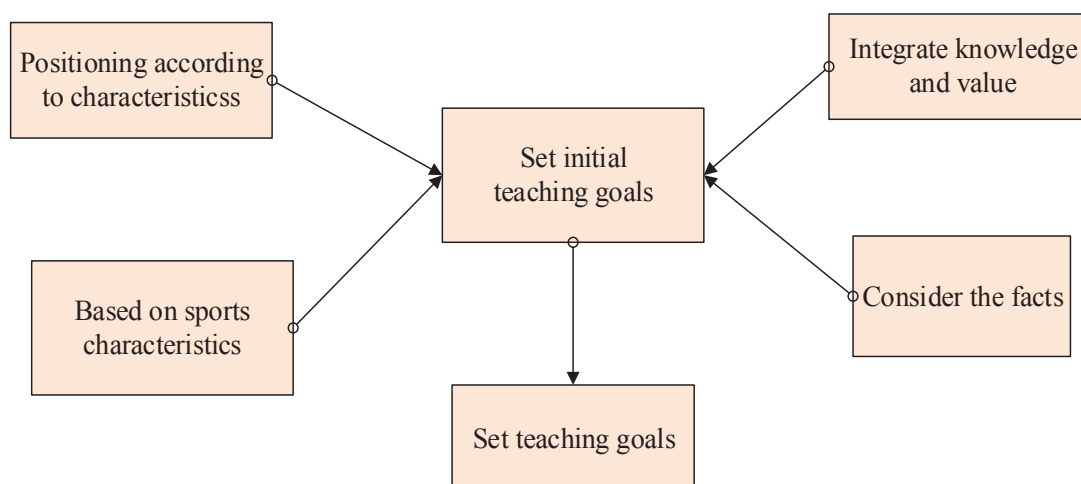 Positioning according
to characteristicss
Integrate knowledge
and value
Set initial
teaching goals
Based on sports
characteristics
Consider the facts
Set teaching goals